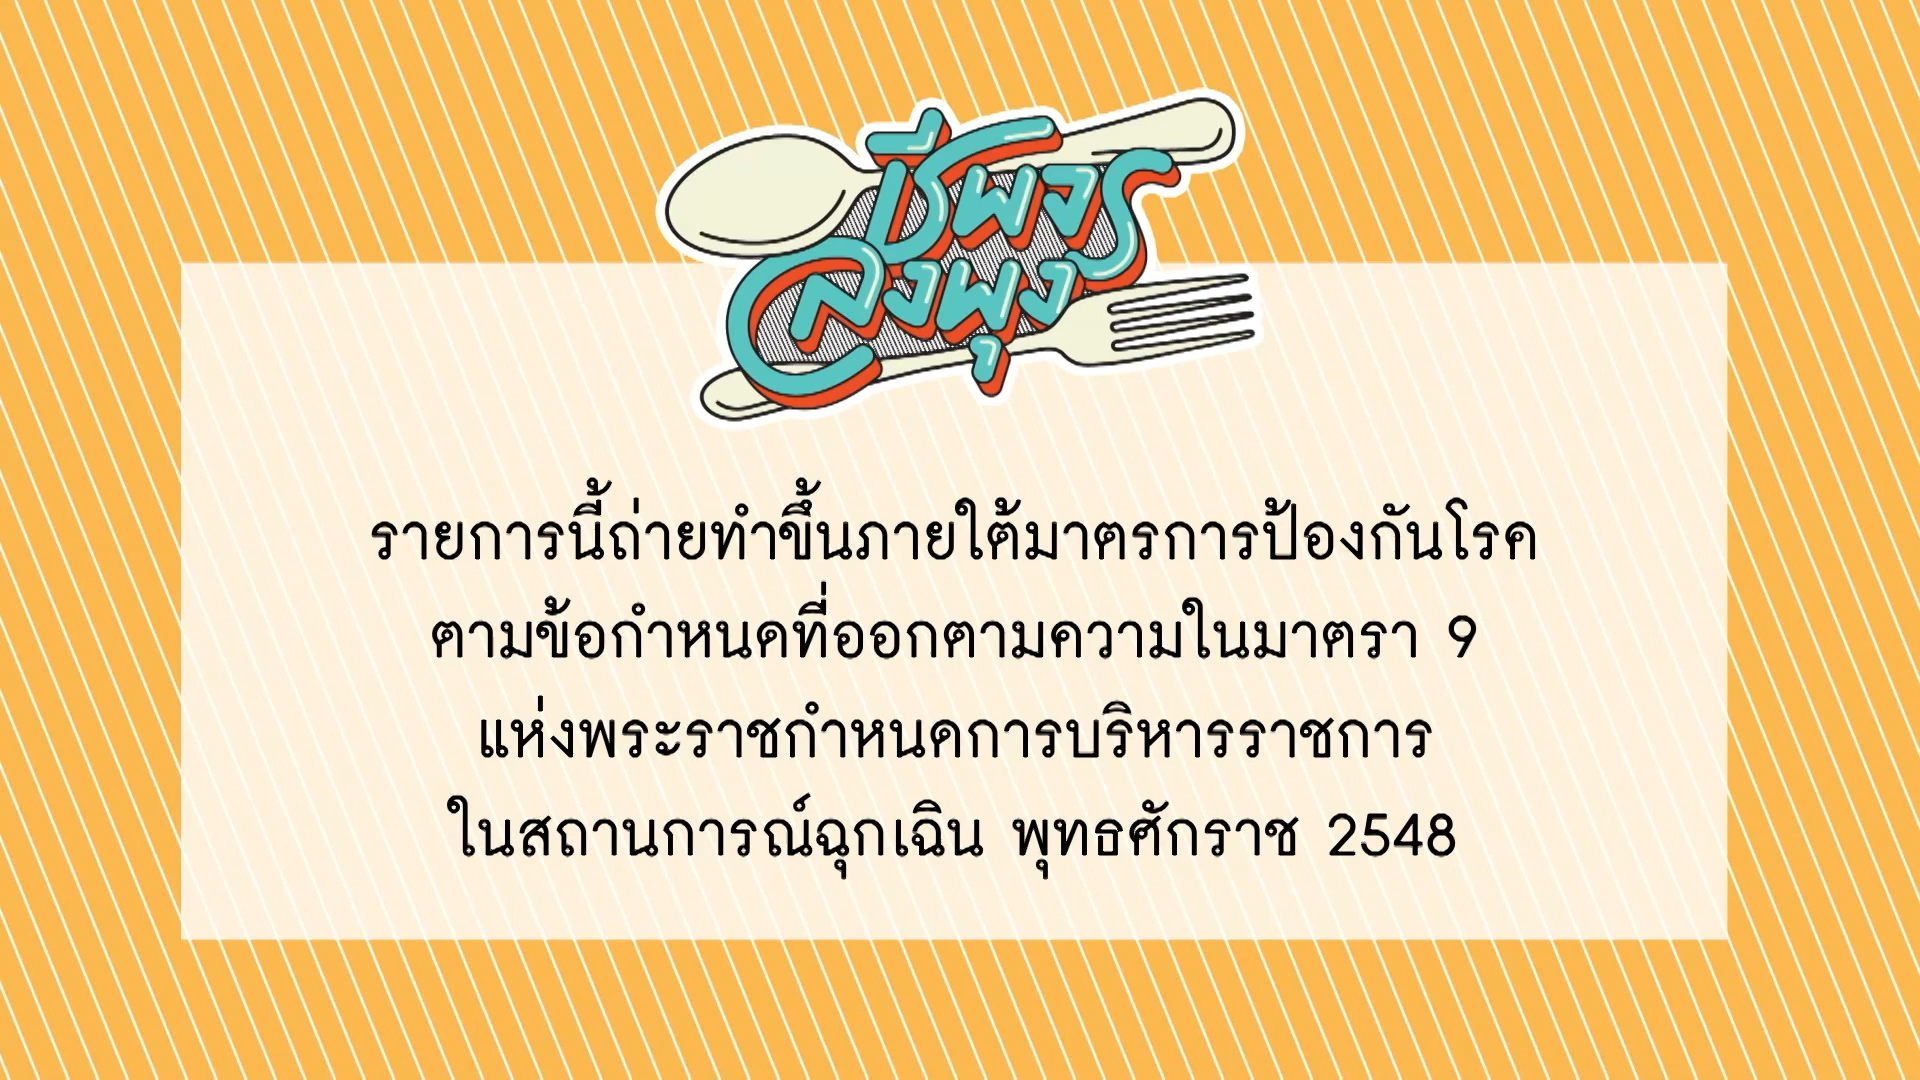 ชีพจร
ลงพุง
รายการนี้ถ่ายทำขึ้นภายใต้มาตรการป้องกันโรค
ตามข้อกำหนดที่ออกตามความในมาตรา 9
แห่งพระราชกำหนดการบริหารราชการ
ในสถานการณ์ฉุกเฉิน พุทธศักราช 2548